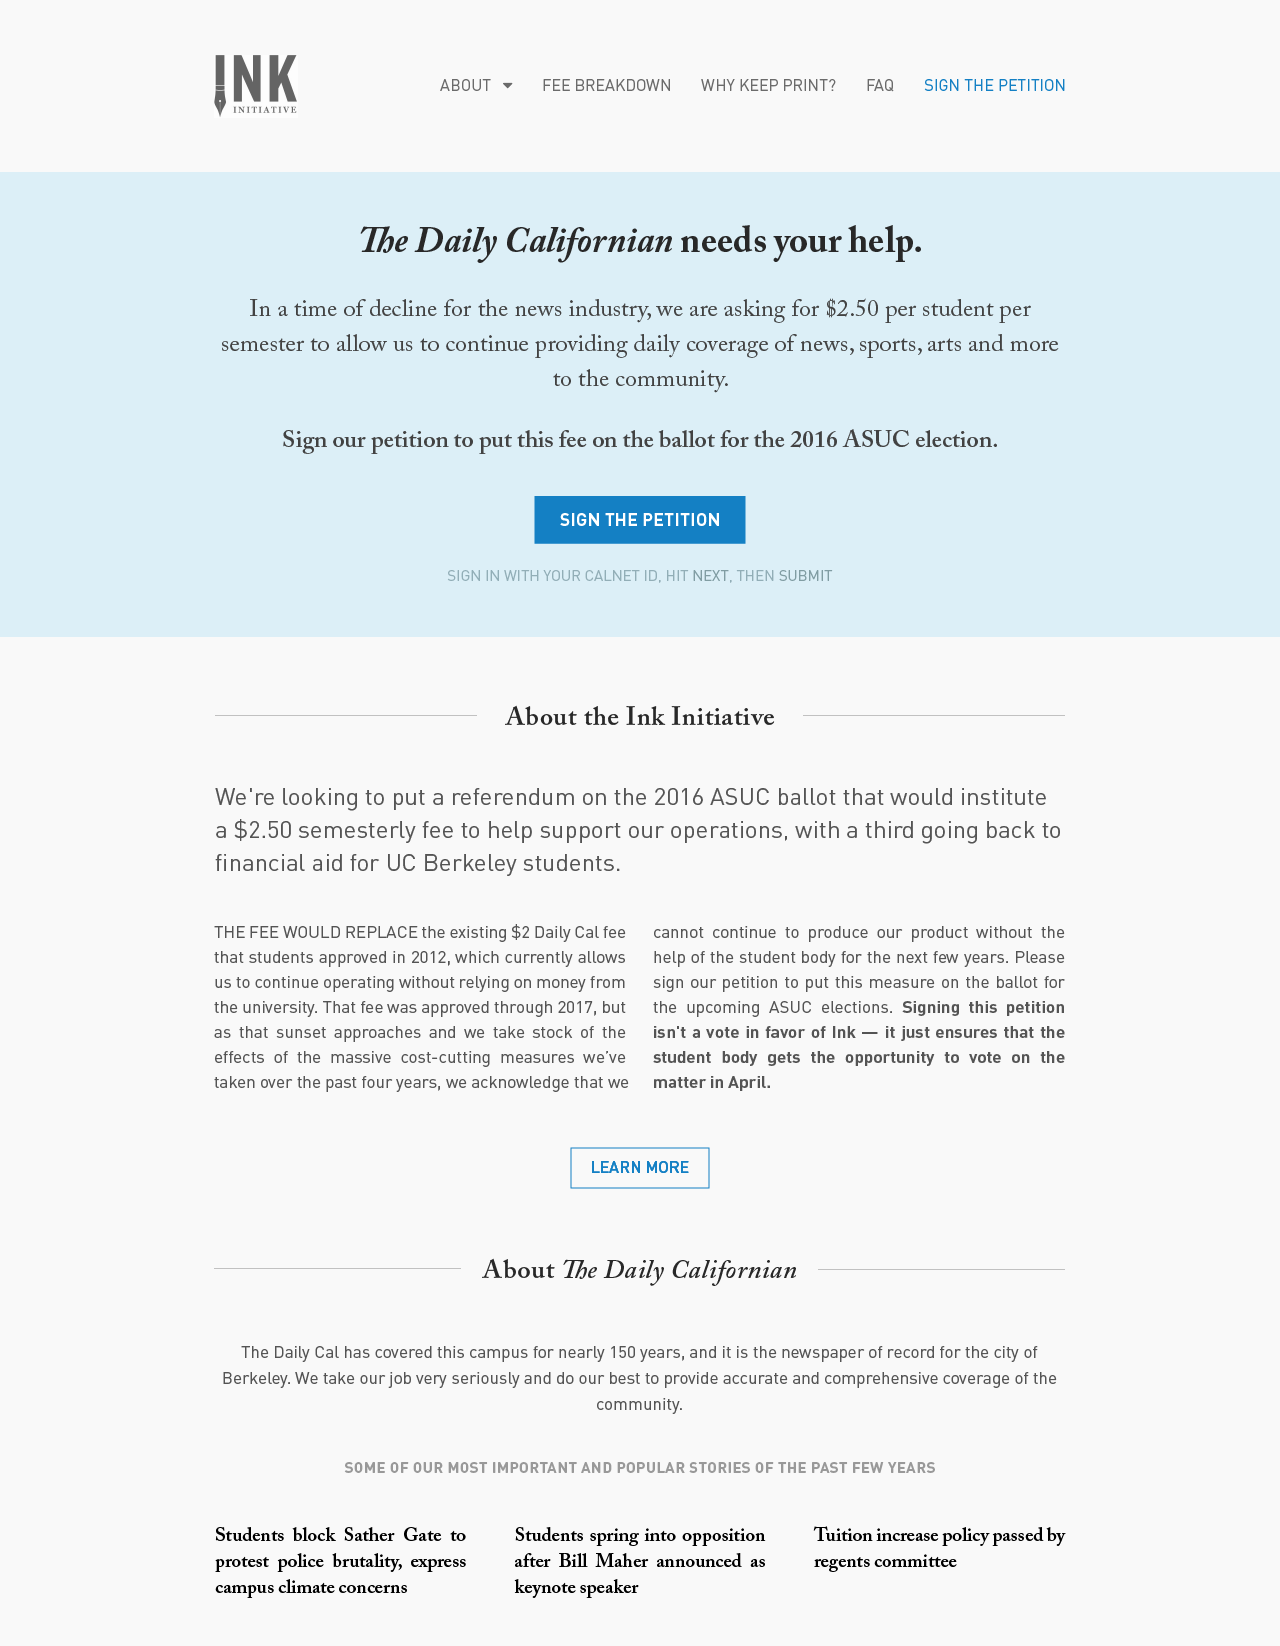 INK
INITIATIVE
ABOUT FEE BREAKDOWN WHY KEEP PRINT? FAQ SIGN THE PETITION
The Daily Californian needs your help.
In a time of decline for the news industry, we are asking for $2.50 per student per
semester to allow us to continue providing daily coverage of news, sports, arts and more
to the community.
Sign our petition to put this fee on the ballot for the 2016 ASUC election.
SIGN THE PETITION
SIGN IN WITH YOUR CALNET ID, HIT NEXT, THEN SUBMIT
About the Ink Initiative
We're looking to put a referendum on the 2016 ASUC ballot that would institute
a $2.50 semesterly fee to help support our operations, with a third going back to
financial aid for UC Berkeley students.
THE FEE WOULD REPLACE the existing $2 Daily Cal fee
that students approved in 2012, which currently allows
us to continue operating without relying on money from
the university. That fee was approved through 2017, but
as that sunset approaches and we take stock of the
effects of the massive cost-cutting measures we've
taken over the past four years, we acknowledge that we
cannot continue to produce our product without the
help of the student body for the next few years. Please
sign our petition to put this measure on the ballot for
the upcoming ASUC elections. Signing this petition
isn't a vote in favor of Ink — it just ensures that the
student body gets the opportunity to vote on the
matter in April.
LEARN MORE
About The Daily Californian
The Daily Cal has covered this campus for nearly 150 years, and it is the newspaper of record for the city of
Berkeley. We take our job very seriously and do our best to provide accurate and comprehensive coverage of the
community.
SOME OF OUR MOST IMPORTANT AND POPULAR STORIES OF THE PAST FEW YEARS
Students block Sather Gate to
protest police brutality, express
campus climate concerns
Students spring into opposition
after Bill Maher announced as
keynote speaker
Tuition increase policy passed by
regents committee